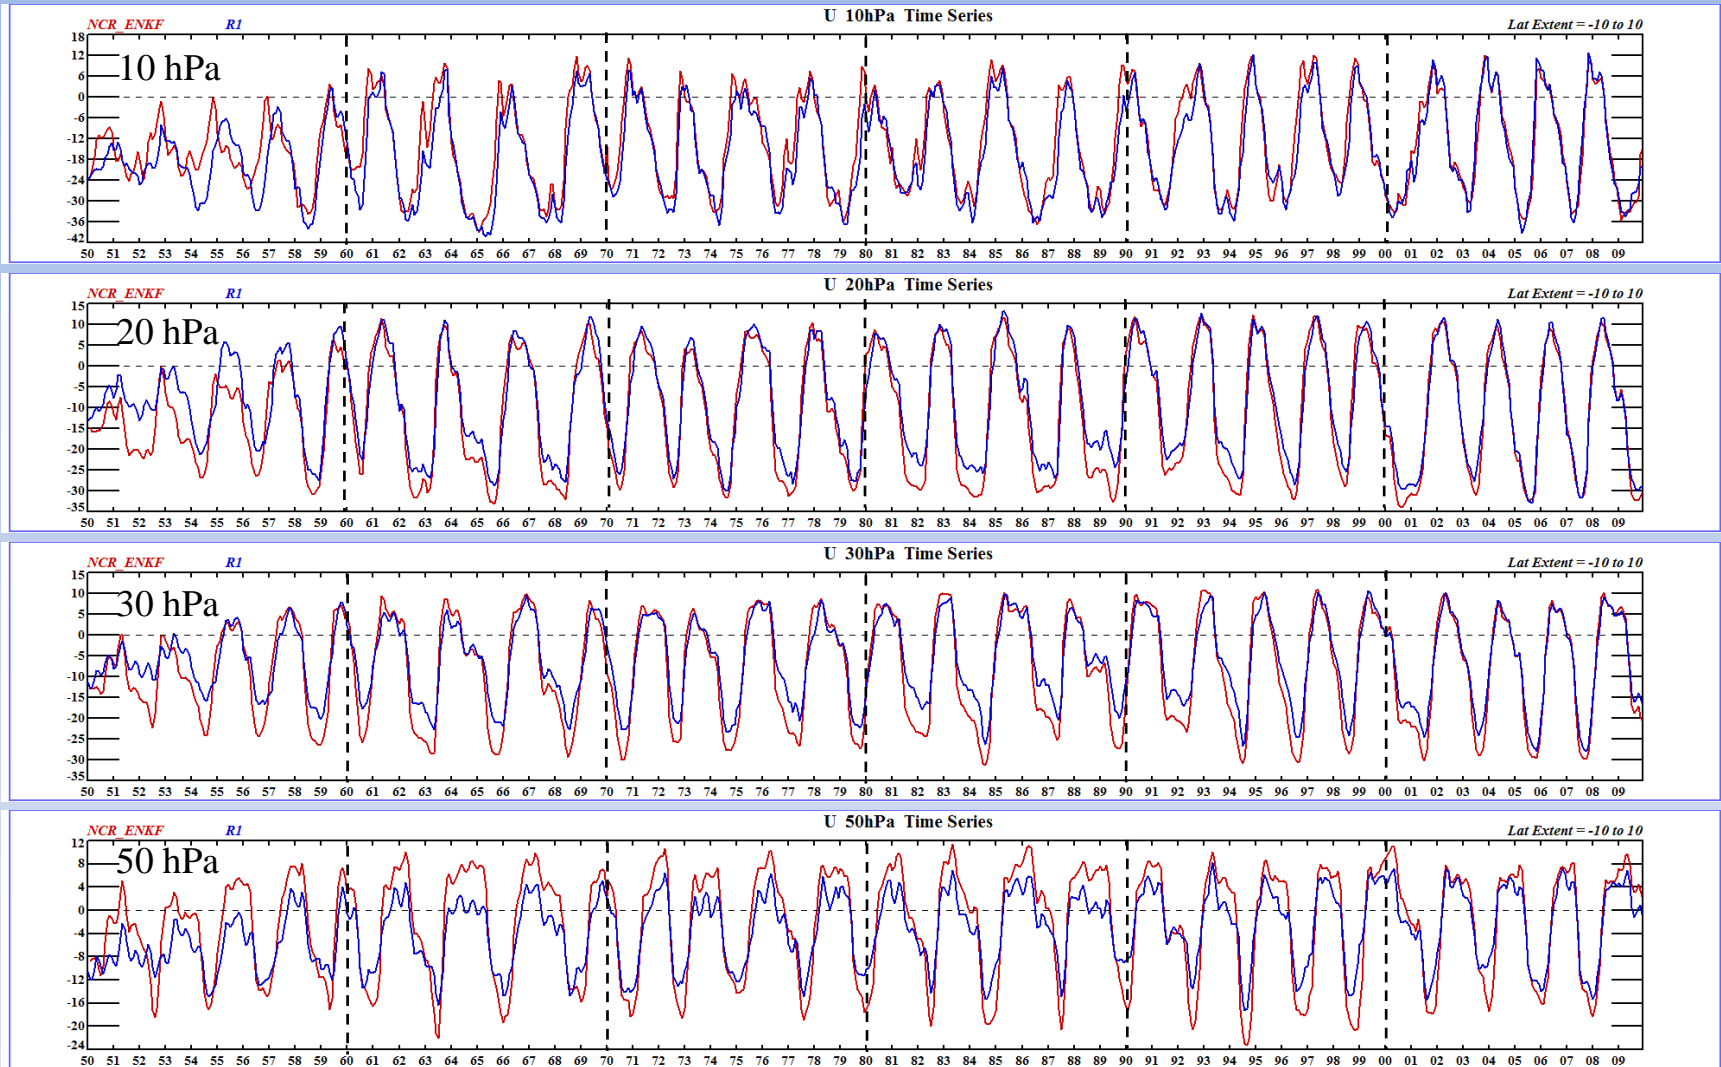 U 10hPa Time Series
NCR_ENKF R1 Lat Extent = -10 to 10
10 hPa
18
12
6
0
-6
-12
-18
-24
-30
-36
-42
50 51 52 53 54 55 56 57 58 59 60 61 62 63 64 65 66 67 68 69 70 71 72 73 74 75 76 77 78 79 80 81 82 83 84 85 86 87 88 89 90 91 92 93 94 95 96 97 98 99 00 01 02 03 04 05 06 07 08 09
U 20hPa Time Series
NCR_ENKF R1 Lat Extent = -10 to 10
20 hPa
15
10
5
0
-5
-10
-15
-20
-25
-30
-35
50 51 52 53 54 55 56 57 58 59 60 61 62 63 64 65 66 67 68 69 70 71 72 73 74 75 76 77 78 79 80 81 82 83 84 85 86 87 88 89 90 91 92 93 94 95 96 97 98 99 00 01 02 03 04 05 06 07 08 09
U 30hPa Time Series
NCR_ENKF R1 Lat Extent = -10 to 10
30 hPa
15
10
5
0
-5
-10
-15
-20
-25
-30
-35
50 51 52 53 54 55 56 57 58 59 60 61 62 63 64 65 66 67 68 69 70 71 72 73 74 75 76 77 78 79 80 81 82 83 84 85 86 87 88 89 90 91 92 93 94 95 96 97 98 99 00 01 02 03 04 05 06 07 08 09
U 50hPa Time Series
NCR_ENKF R1 Lat Extent = -10 to 10
50 hPa
12
8
4
0
-4
-8
-12
-16
-20
-24
50 51 52 53 54 55 56 57 58 59 60 61 62 63 64 65 66 67 68 69 70 71 72 73 74 75 76 77 78 79 80 81 82 83 84 85 86 87 88 89 90 91 92 93 94 95 96 97 98 99 00 01 02 03 04 05 06 07 08 09